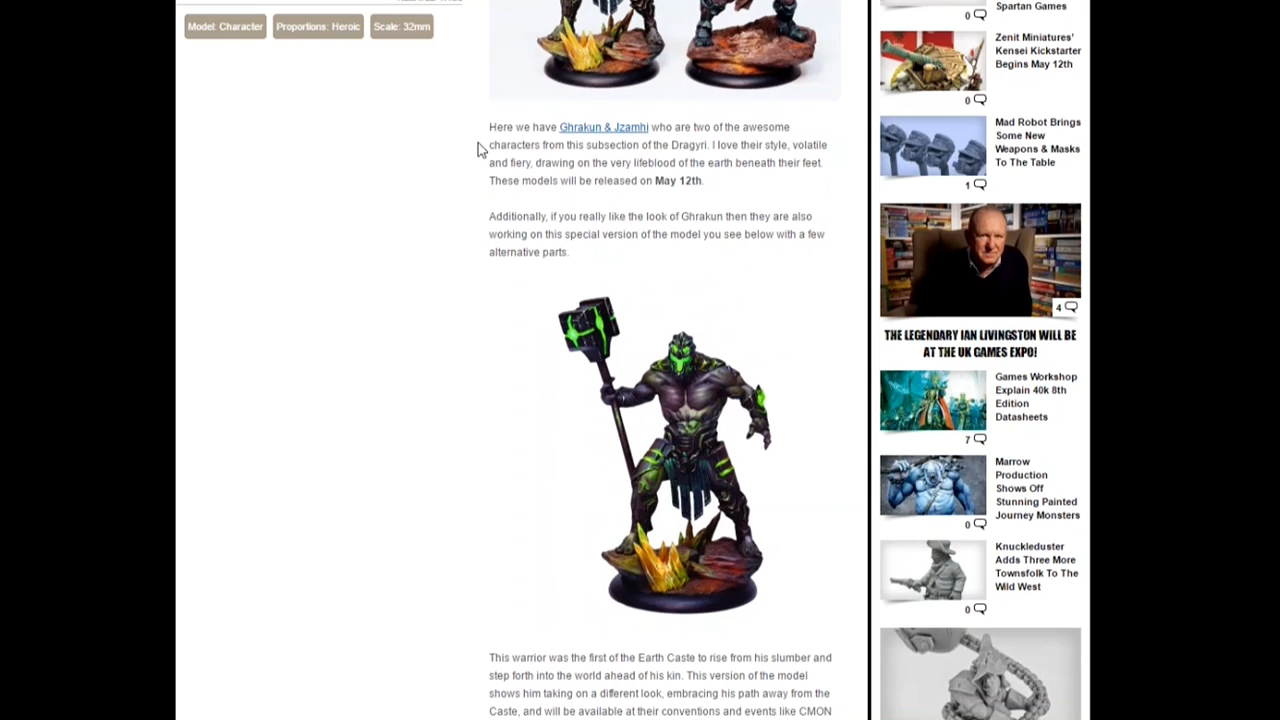 Model: Character
Proportions: Heroic
Scale: 32mm
Here we have Ghrakun & Jzamhi who are two of the awesome
characters from this subsection of the Dragyri. I love their style, volatile
and fiery, drawing on the very lifeblood of the earth beneath their feet.
These models will be released on May 12th.
Additionally, if you really like the look of Ghrakun then they are also
working on this special version of the model you see below with a few
alternative parts.
This warrior was the first of the Earth Caste to rise from his slumber and
step forth into the world ahead of his kin. This version of the model
shows him taking on a different look, embracing his path away from the
Caste, and will be available at their conventions and events like CMON
Spartan Games
0
Zenit Miniatures'
Kensei Kickstarter
Begins May 12th
0
Mad Robot Brings
Some New
Weapons & Masks
To The Table
1
4
THE LEGENDARY IAN LIVINGSTON WILL BE
AT THE UK GAMES EXPO!
Games Workshop
Explain 40k 8th
Edition
Datasheets
7
Marrow
Production
Shows Off
Stunning Painted
Journey Monsters
0
Knuckleduster
Adds Three More
Townsfolk To The
Wild West
0